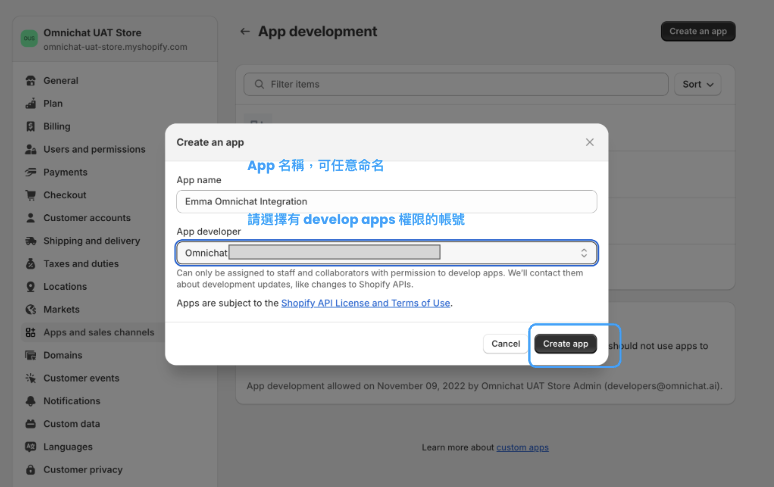 Omnichat UAT Store
omnichat-uat-store.myshopify.com
General
Plan
Billing
Users and permissions
Payments
Checkout
Customer accounts
Shipping and delivery
Taxes and duties
Locations
Markets
Apps and sales channels
Domains
Customer events
Notifications
Custom data
Languages
Customer privacy
App development
Create an app
Filter items
Sort
Create an app
App 名稱，可任意命名
App name
Emma Omnichat Integration
請選擇有 develop apps 權限的帳號
App developer
Omnichat
Can only be assigned to staff and collaborators with permission to develop apps. We'll contact them
about development updates, like changes to Shopify APIs.
Apps are subject to the Shopify API License and Terms of Use.
Cancel
Create app
should not use apps to
App development allowed on November 09, 2022 by Omnichat UAT Store Admin (developers@omnichat.ai).
Learn more about custom apps